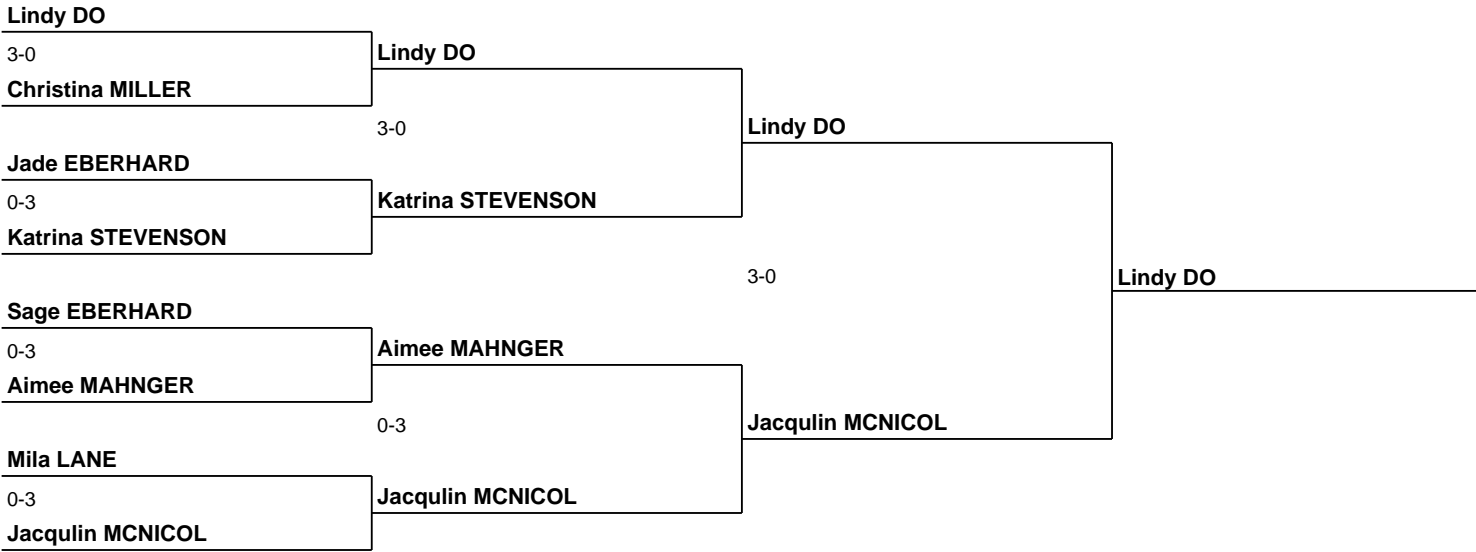 Lindy DO
3-0
Christina MILLER
Jade EBERHARD
0-3
Katrina STEVENSON
Sage EBERHARD
0-3
Aimee MAHNGER
Mila LANE
0-3
Jacqulin MCNICOL
Lindy DO
3-0
Katrina STEVENSON
Aimee MAHNGER
0-3
Jacqulin MCNICOL
Lindy DO
3-0
Jacqulin MCNICOL
Lindy DO